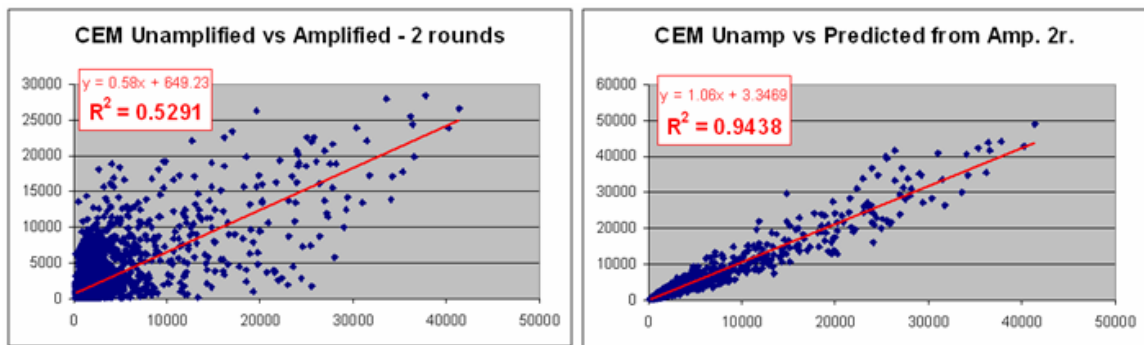 CEM Unamplified vs Amplified - 2 rounds
y = 0.58x + 649.23
R² = 0.5291
30000
25000
20000
15000
10000
5000
0
0 10000 20000 30000 40000 50000
CEM Unamp vs Predicted from Amp. 2r.
y = 1.06x + 3.3469
R² = 0.9438
60000
50000
40000
30000
20000
10000
0
0 10000 20000 30000 40000 50000